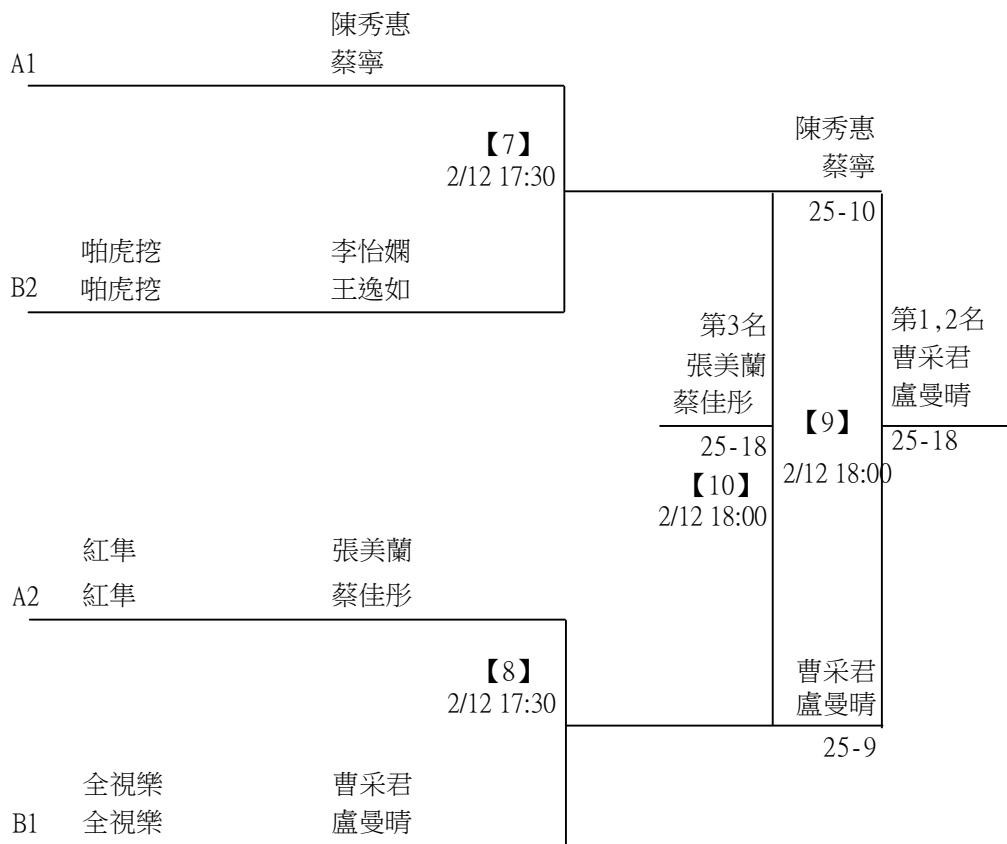 陳秀惠
A1 蔡寧
【7】
2/12 17:30
陳秀惠
蔡寧
25-10
啪虎挖 李怡嫻
B2 啪虎挖 王逸如
第3名
張美蘭
蔡佳彤
25-18
【10】
2/12 18:00
【9】
2/12 18:00
第1,2名
曹采君
盧曼晴
25-18
紅隼 張美蘭
A2 紅隼 蔡佳彤
【8】
2/12 17:30
曹采君
盧曼晴
25-9
全視樂 曹采君
B1 全視樂 盧曼晴